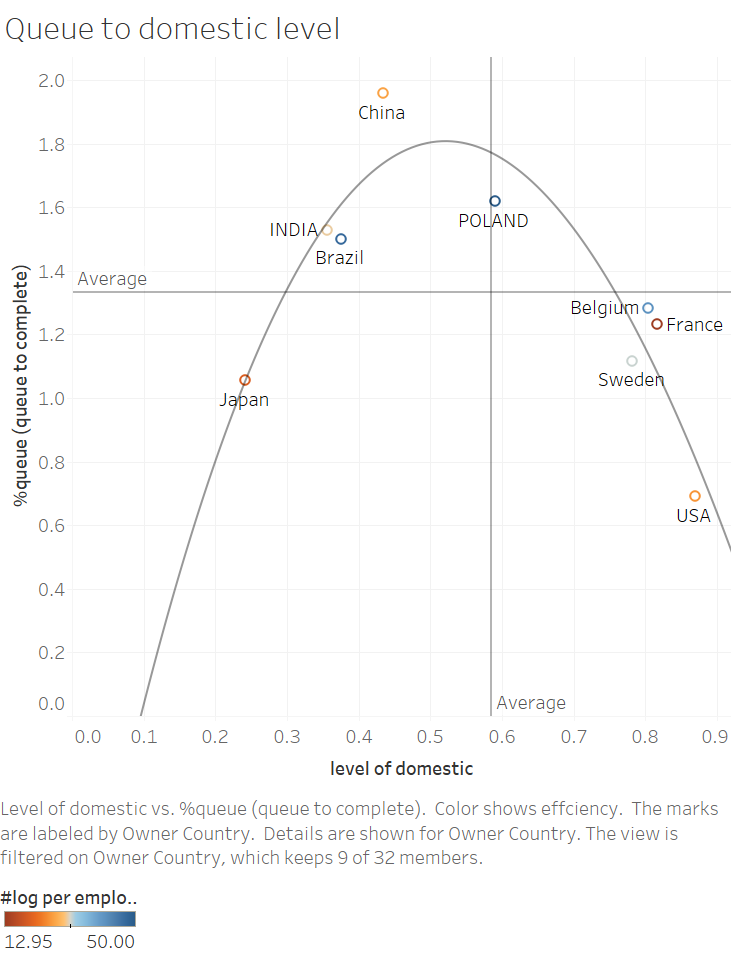 Queue to domestic level
2.0
China
1.8
1.6
POLAND
INDIA
Brazil
1.4
Average
Belgium
France
1.2
Sweden
1.0
Japan
0.8
USA
0.6
0.4
0.2
0.0
Average
%queue (queue to complete)
0.0 0.1 0.2 0.3 0.4 0.5 0.6 0.7 0.8 0.9
level of domestic
Level of domestic vs. %queue (queue to complete). Color shows effciency. The marks
are labeled by Owner Country. Details are shown for Owner Country. The view is
filtered on Owner Country, which keeps 9 of 32 members.
#log per emplo..
12.95 50.00